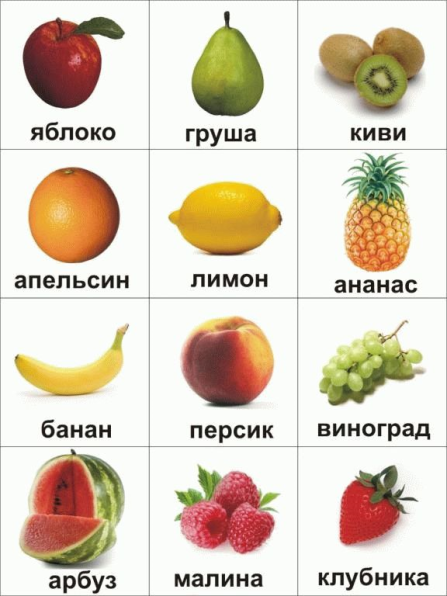 яблоко
груша
киви
апельсин
лимон
ананас
банан
персик
виноград
арбуз
малина
клубника